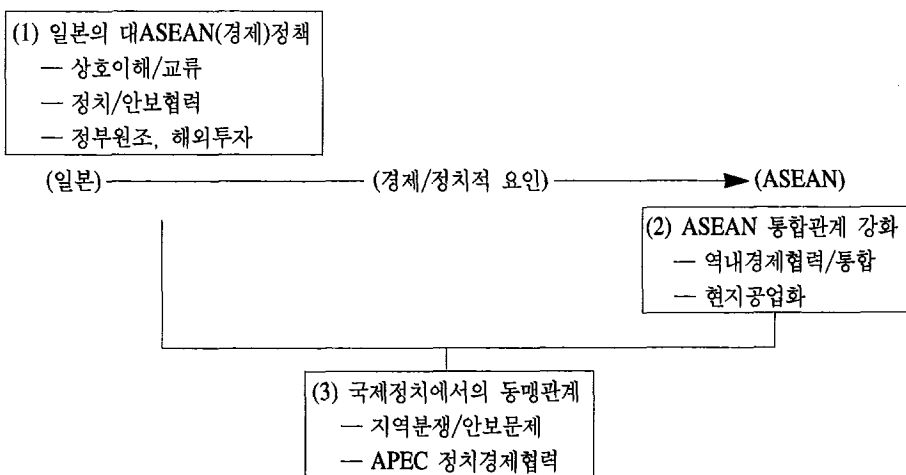 (1) 일본의 대ASEAN(경제)정책
— 상호이해/교류
— 정치/안보협력
— 정부원조, 해외투자
(일본) (경제/정치적 요인) (ASEAN)
(2) ASEAN 통합관계 강화
— 역내경제협력/통합
— 현지공업화
(3) 국제정치에서의 동맹관계
— 지역분쟁/안보문제
— APEC 정치경제협력